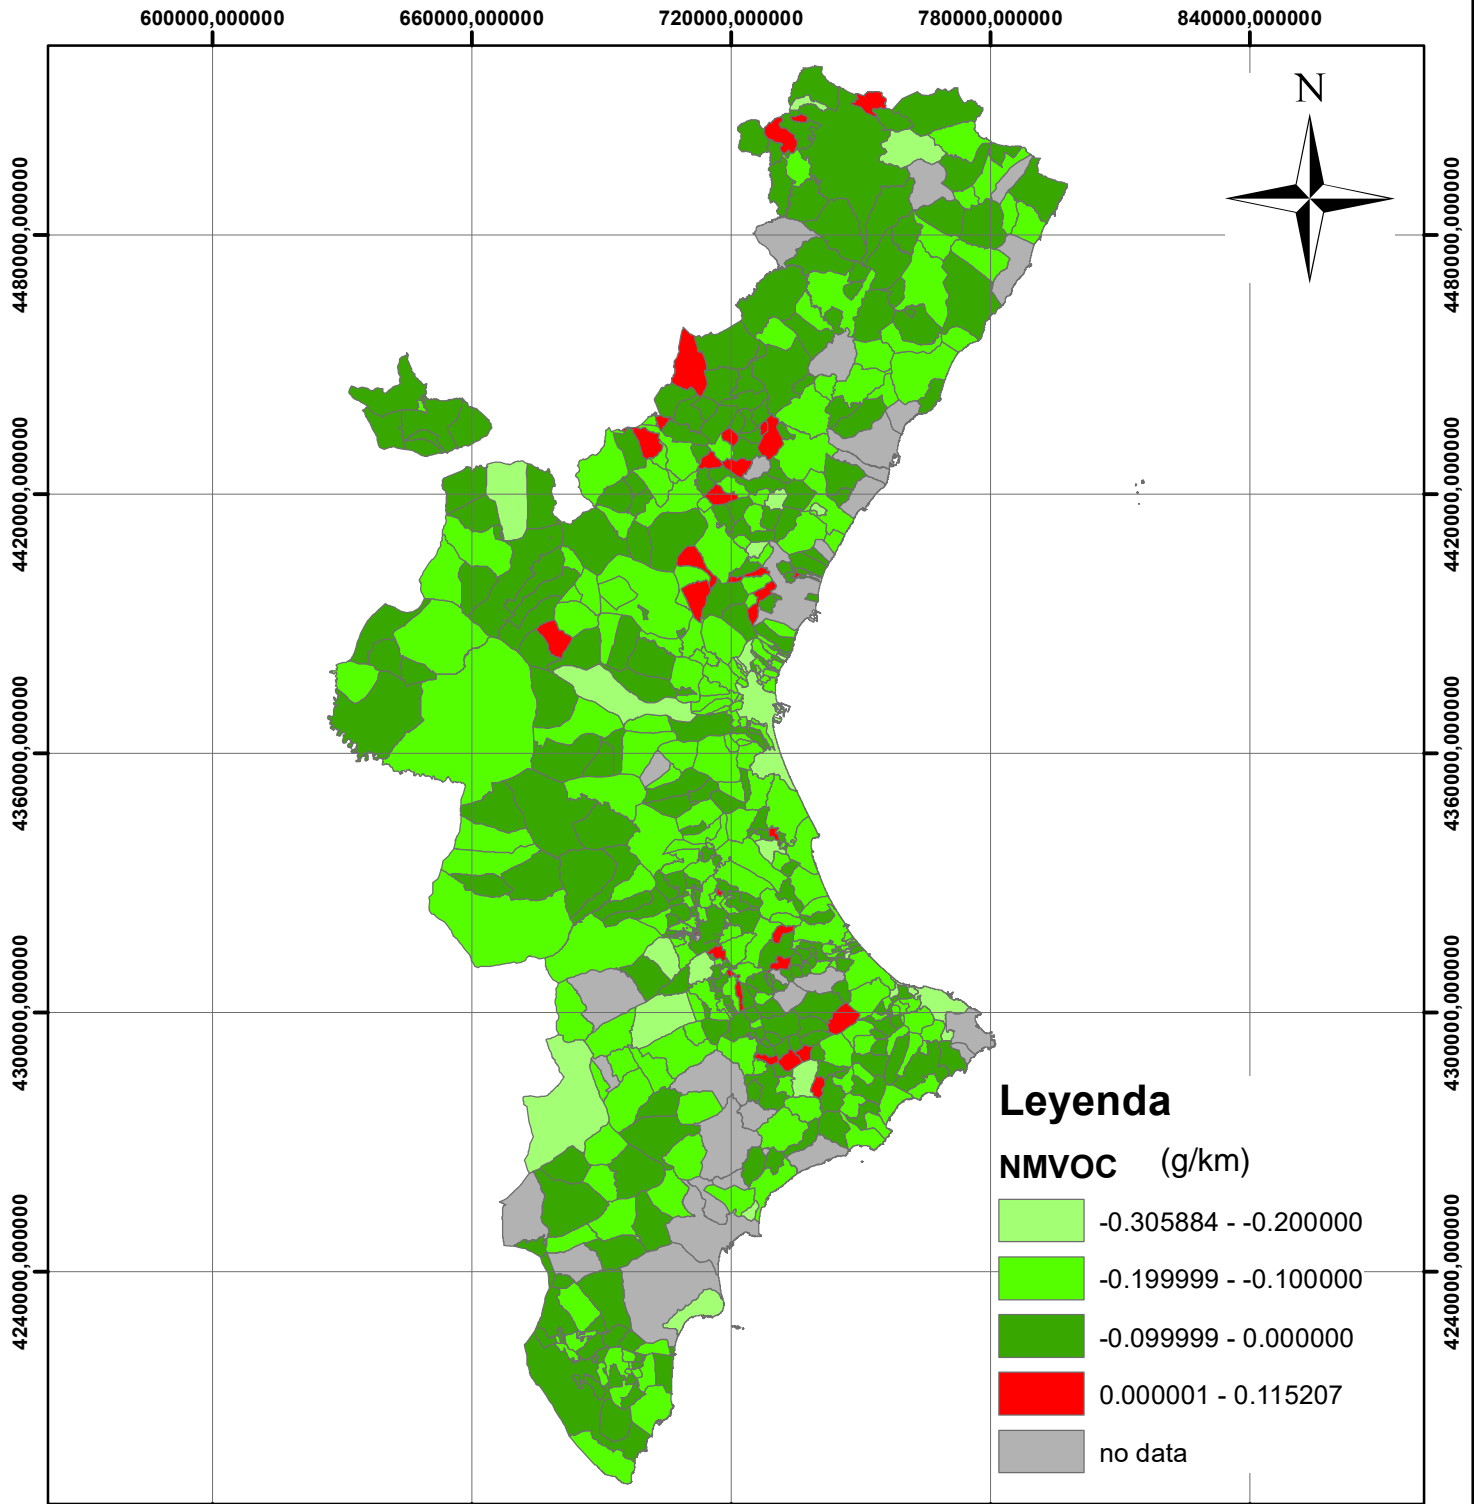 600000,000000 660000,000000 720000,000000 780000,000000 840000,000000
N
4480000,000000 4480000,000000
4420000,000000 4420000,000000
4360000,000000 4360000,000000
4300000,000000 4300000,000000
4240000,000000 4240000,000000
Leyenda
NMVOC (g/km)
-0.305884 - -0.200000
-0.199999 - -0.100000
-0.099999 - 0.000000
0.000001 - 0.115207
no data